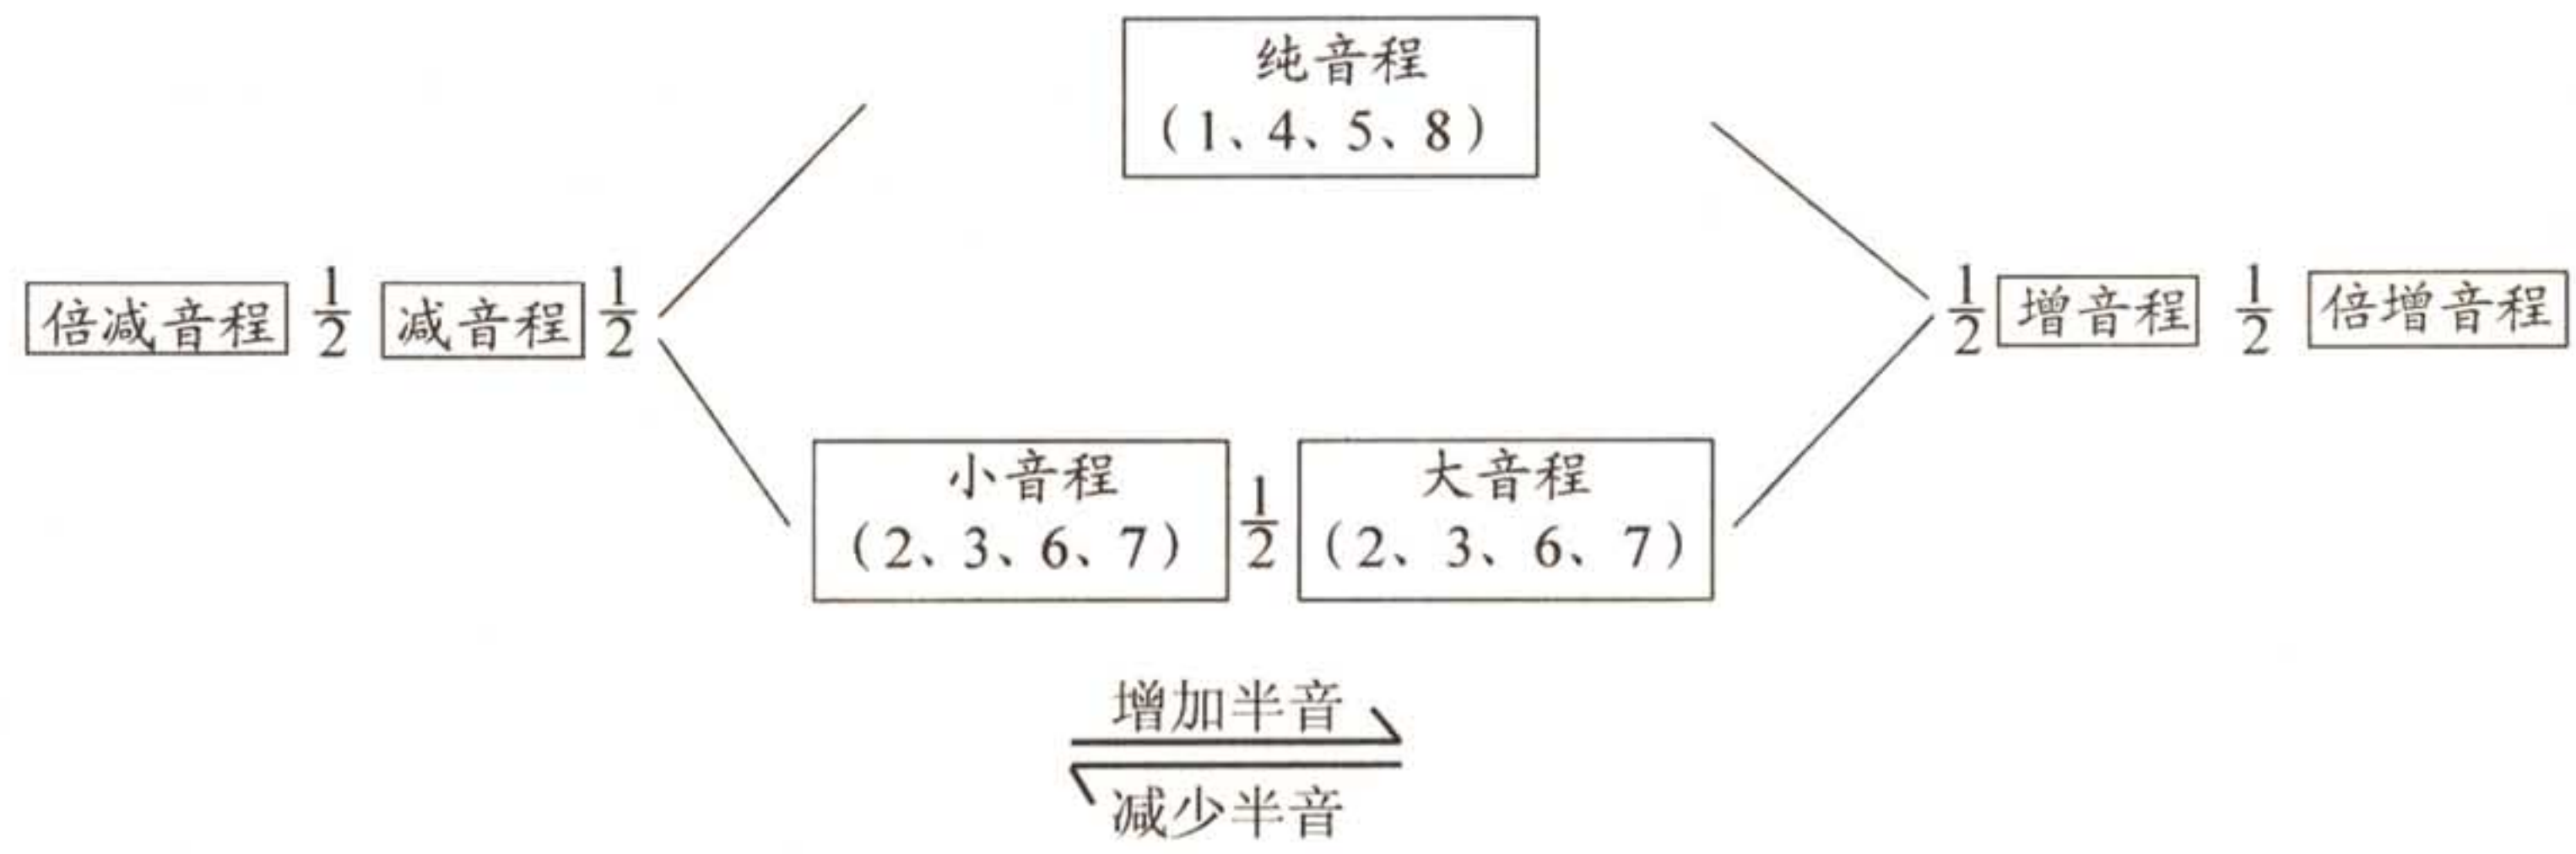 纯音程
(1、4、5、8)
倍减音程 1/2 减音程 1/2
1/2 增音程 1/2 倍增音程
小音程
(2、3、6、7)
1/2
大音程
(2、3、6、7)
增加半音
减少半音